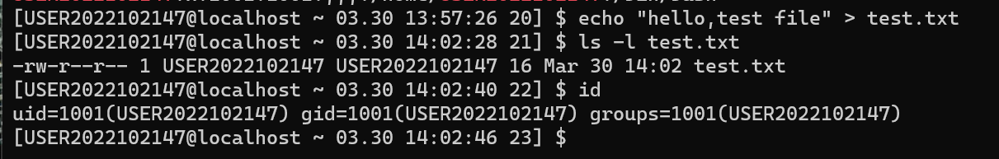 [USER2022102147@localhost ~ 03.30 13:57:26 20] $ echo "hello,test file" > test.txt
[USER2022102147@localhost ~ 03.30 14:02:28 21] $ ls -l test.txt
-rw-r--r-- 1 USER2022102147 USER2022102147 16 Mar 30 14:02 test.txt
[USER2022102147@localhost ~ 03.30 14:02:40 22] $ id
uid=1001(USER2022102147) gid=1001(USER2022102147) groups=1001(USER2022102147)
[USER2022102147@localhost ~ 03.30 14:02:46 23] $